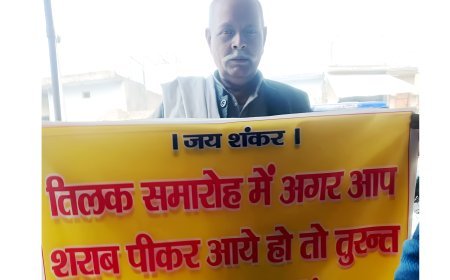 । जय शंकर ।
तिलक समारोह में अगर आप
शराब पीकर आये हो तो तुरन्त